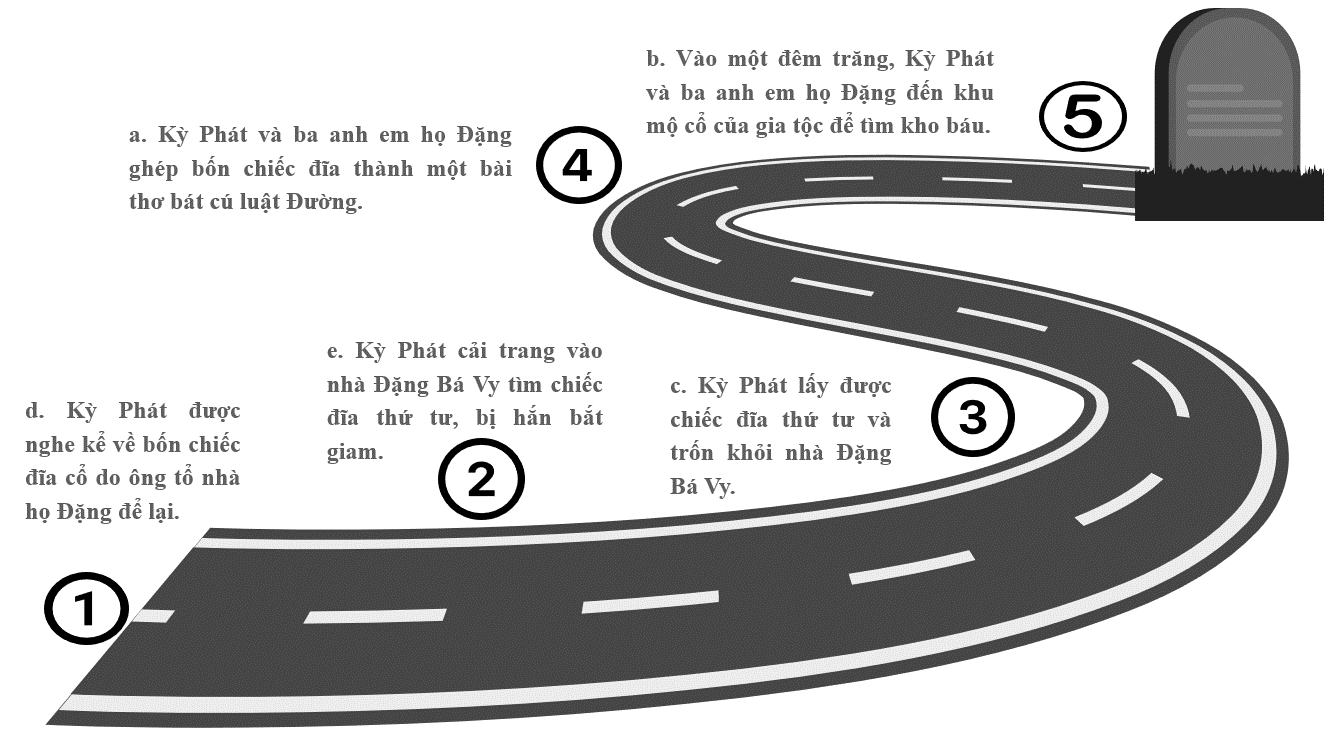 b. Vào một đêm trăng, Kỳ Phát
và ba anh em họ Đặng đến khu
mộ cổ của gia tộc để tìm kho báu.
5
a. Kỳ Phát và ba anh em họ Đặng
ghép bốn chiếc đĩa thành một bài
thơ bát cú luật Đường.
4
e. Kỳ Phát cải trang vào
nhà Đặng Bá Vy tìm chiếc
đĩa thứ tư, bị hắn bắt
giam.
2
c. Kỳ Phát lấy được
chiếc đĩa thứ tư và
trốn khỏi nhà Đặng
Bá Vy.
3
d. Kỳ Phát được
nghe kể về bốn chiếc
đĩa cổ do ông tổ nhà
họ Đặng để lại.
1